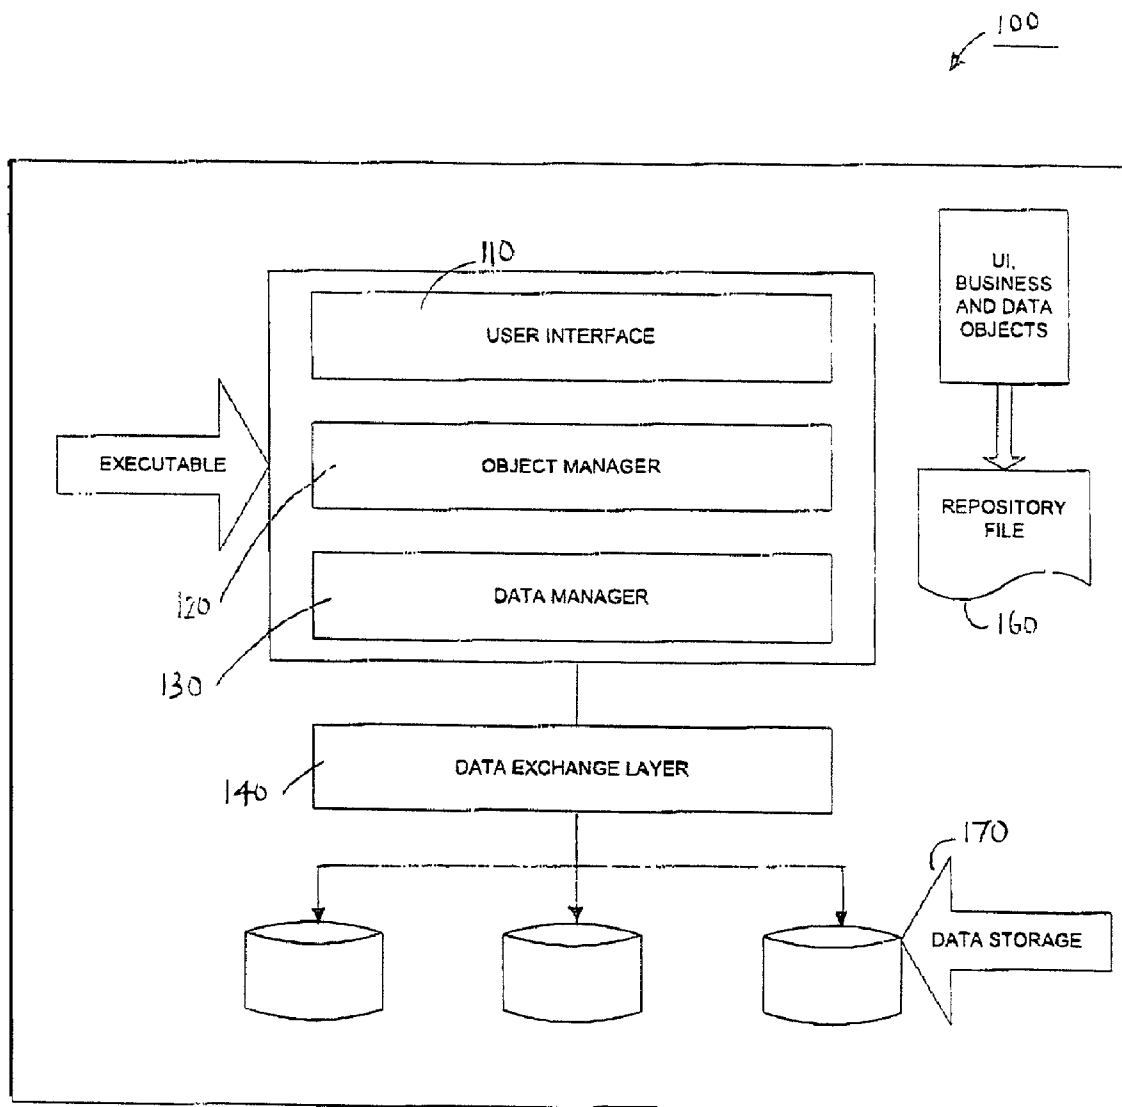 100
UI,
BUSINESS
AND DATA
OBJECTS
110
USER INTERFACE
EXECUTABLE
OBJECT MANAGER
REPOSITORY
FILE
120
DATA MANAGER
160
130
DATA EXCHANGE LAYER
140
170
DATA STORAGE